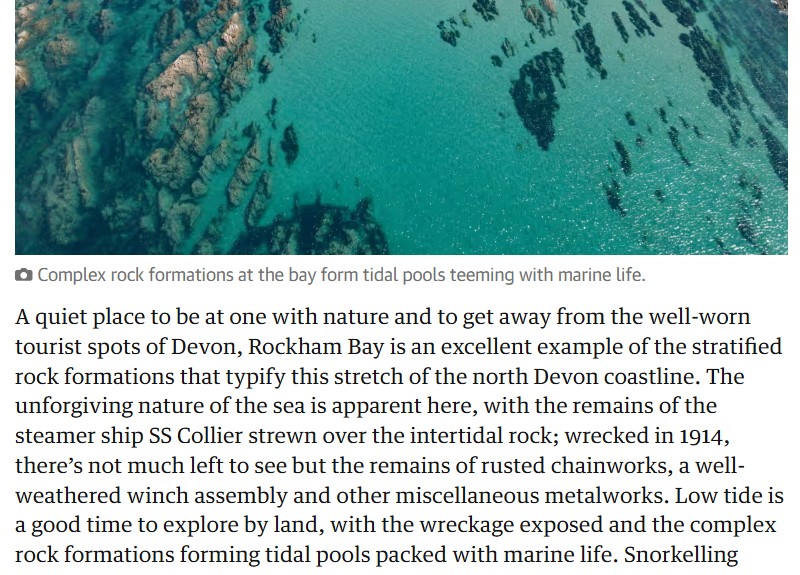 Complex rock formations at the bay form tidal pools teeming with marine life.
A quiet place to be at one with nature and to get away from the well-worn
tourist spots of Devon, Rockham Bay is an excellent example of the stratified
rock formations that typify this stretch of the north Devon coastline. The
unforgiving nature of the sea is apparent here, with the remains of the
steamer ship SS Collier strewn over the intertidal rock; wrecked in 1914,
there’s not much left to see but the remains of rusted chainworks, a well-
weathered winch assembly and other miscellaneous metalworks. Low tide is
a good time to explore by land, with the wreckage exposed and the complex
rock formations forming tidal pools packed with marine life. Snorkelling